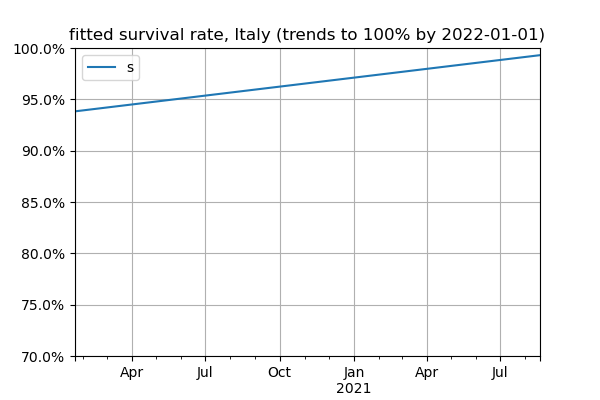 fitted survival rate, Italy (trends to 100% by 2022-01-01)
100.0%
s
95.0%
90.0%
85.0%
80.0%
75.0%
70.0%
Apr Jul Oct Jan Apr Jul
2021